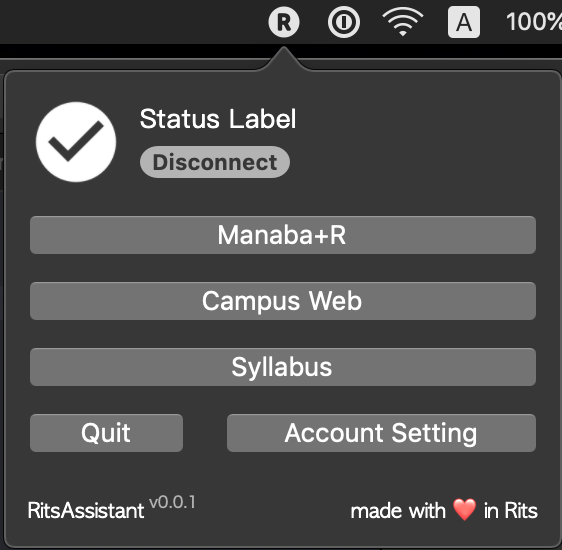 R A 100%
Status Label
Disconnect
Manaba+R
Campus Web
Syllabus
Quit Account Setting
RitsAssistant v0.0.1 made with ❤️ in Rits